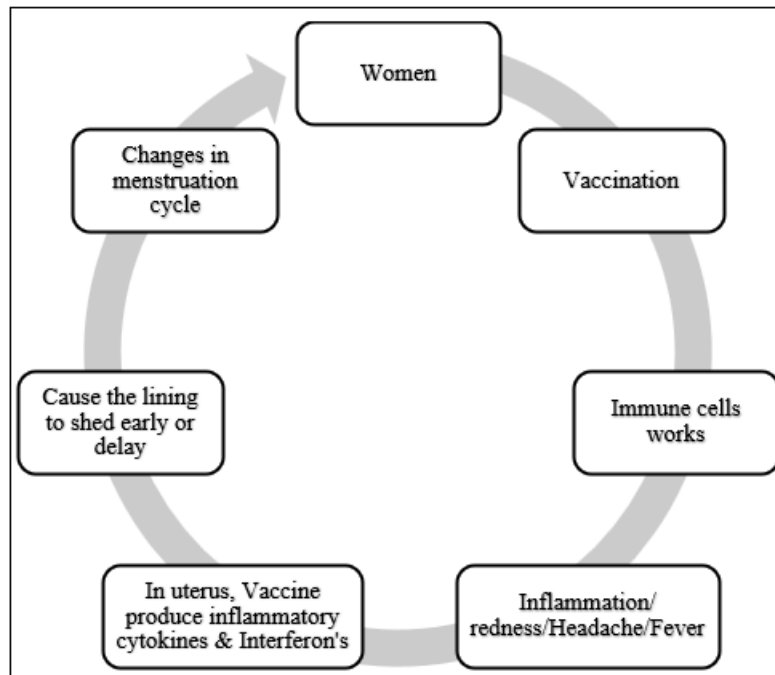 Women
Vaccination
Immune cells
works
Inflammation/
redness/Headache/Fever
In uterus, Vaccine
produce inflammatory
cytokines & Interferon's
Cause the lining
to shed early or
delay
Changes in
menstruation
cycle